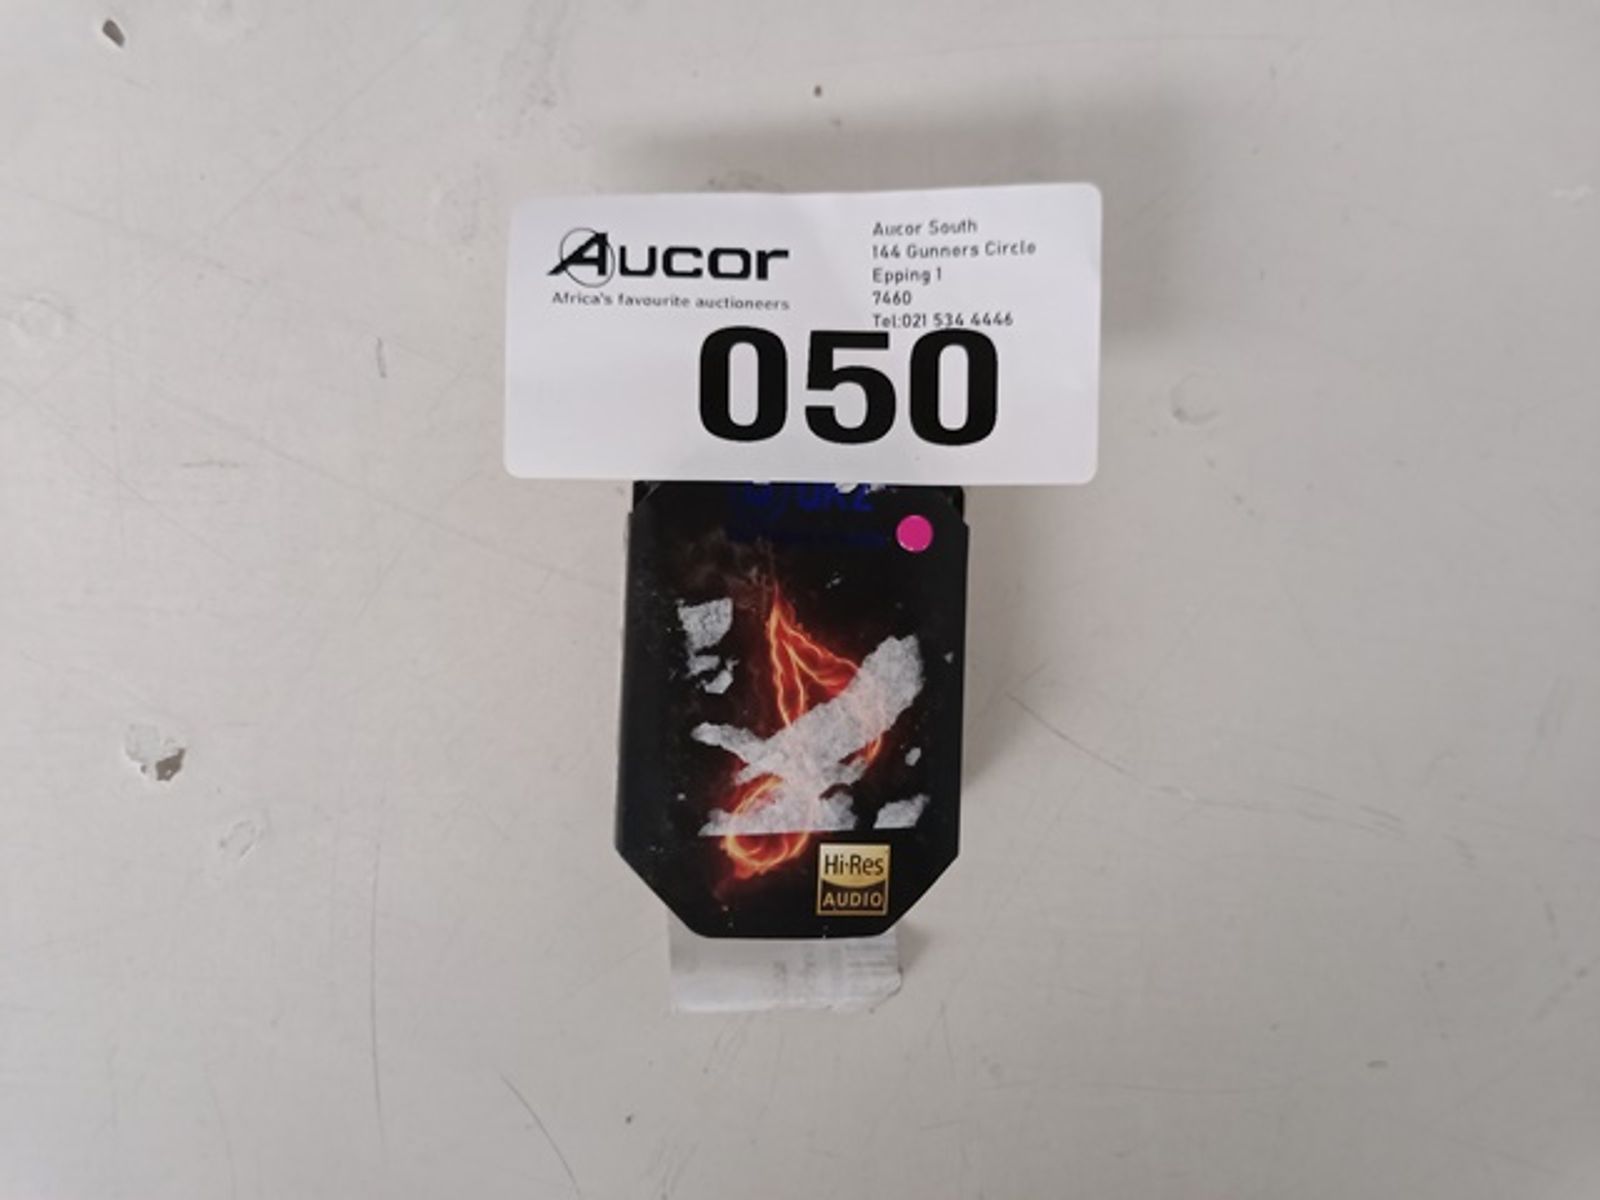 Aucor
Africa's favourite auctioneers
Aucor South
144 Gunners Circle
Epping 1
7460
Tel:021 534 4446
050
Hi-Res
AUDIO